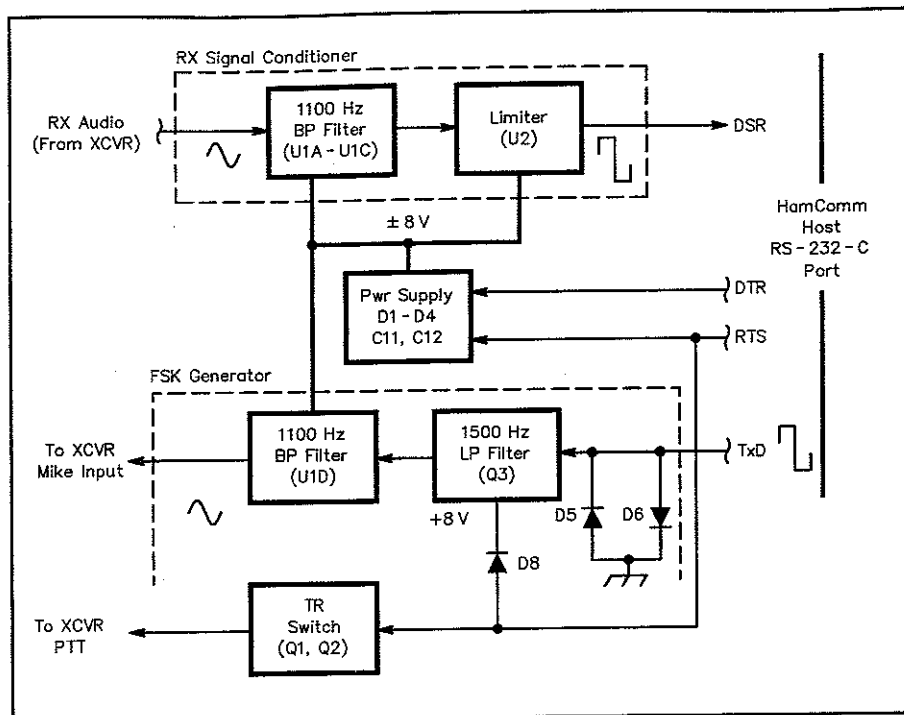 RX Signal Conditioner
RX Audio
(From XCVR)
1100 Hz
BP Filter
(U1A - U1C)
Limiter
(U2)
DSR
± 8 V
HamComm
Host
RS - 232 - C
Port
Pwr Supply
D1 - D4
C11, C12
DTR
RTS
FSK Generator
To XCVR
Mike Input
1100 Hz
BP Filter
(U1D)
1500 Hz
LP Filter
(Q3)
TxD
+8 V
D5
D6
D8
To XCVR
PTT
TR
Switch
(Q1, Q2)